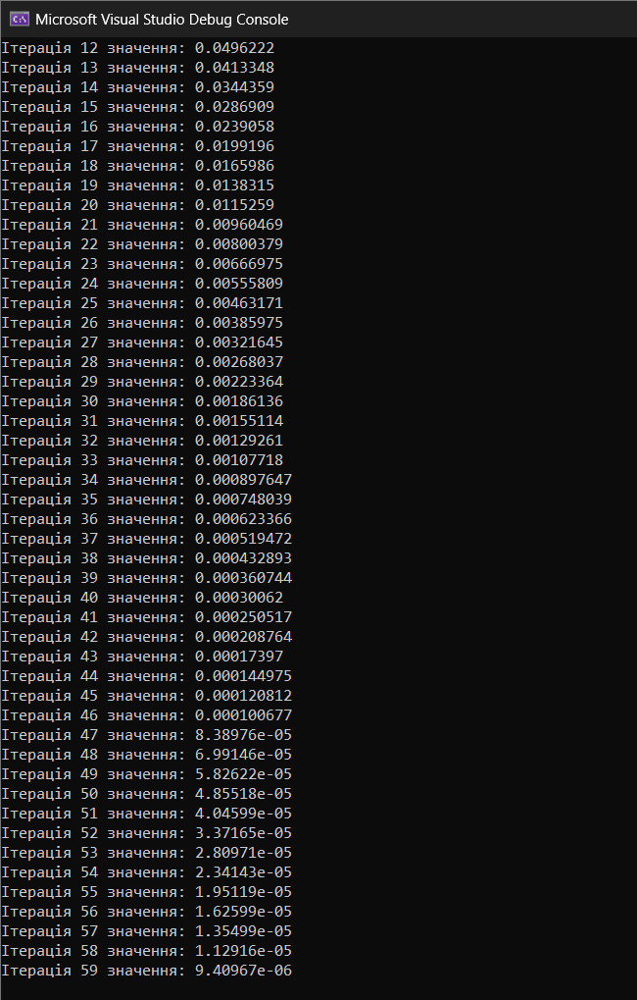 Microsoft Visual Studio Debug Console
Ітерація 12 значення: 0.0496222
Ітерація 13 значення: 0.0413348
Ітерація 14 значення: 0.0344359
Ітерація 15 значення: 0.0286909
Ітерація 16 значення: 0.0239058
Ітерація 17 значення: 0.0199196
Ітерація 18 значення: 0.0165986
Ітерація 19 значення: 0.0138315
Ітерація 20 значення: 0.0115259
Ітерація 21 значення: 0.00960469
Ітерація 22 значення: 0.00800379
Ітерація 23 значення: 0.00666975
Ітерація 24 значення: 0.00555809
Ітерація 25 значення: 0.00463171
Ітерація 26 значення: 0.00385975
Ітерація 27 значення: 0.00321645
Ітерація 28 значення: 0.00268037
Ітерація 29 значення: 0.00223364
Ітерація 30 значення: 0.00186136
Ітерація 31 значення: 0.00155114
Ітерація 32 значення: 0.00129261
Ітерація 33 значення: 0.00107718
Ітерація 34 значення: 0.000897647
Ітерація 35 значення: 0.000748039
Ітерація 36 значення: 0.000623366
Ітерація 37 значення: 0.000519472
Ітерація 38 значення: 0.000432893
Ітерація 39 значення: 0.000360744
Ітерація 40 значення: 0.00030062
Ітерація 41 значення: 0.000250517
Ітерація 42 значення: 0.000208764
Ітерація 43 значення: 0.00017397
Ітерація 44 значення: 0.000144975
Ітерація 45 значення: 0.000120812
Ітерація 46 значення: 0.000100677
Ітерація 47 значення: 8.38976e-05
Ітерація 48 значення: 6.99146e-05
Ітерація 49 значення: 5.82622e-05
Ітерація 50 значення: 4.85518e-05
Ітерація 51 значення: 4.04599e-05
Ітерація 52 значення: 3.37165e-05
Ітерація 53 значення: 2.80971e-05
Ітерація 54 значення: 2.34143e-05
Ітерація 55 значення: 1.95119e-05
Ітерація 56 значення: 1.62599e-05
Ітерація 57 значення: 1.35499e-05
Ітерація 58 значення: 1.12916e-05
Ітерація 59 значення: 9.40967e-06